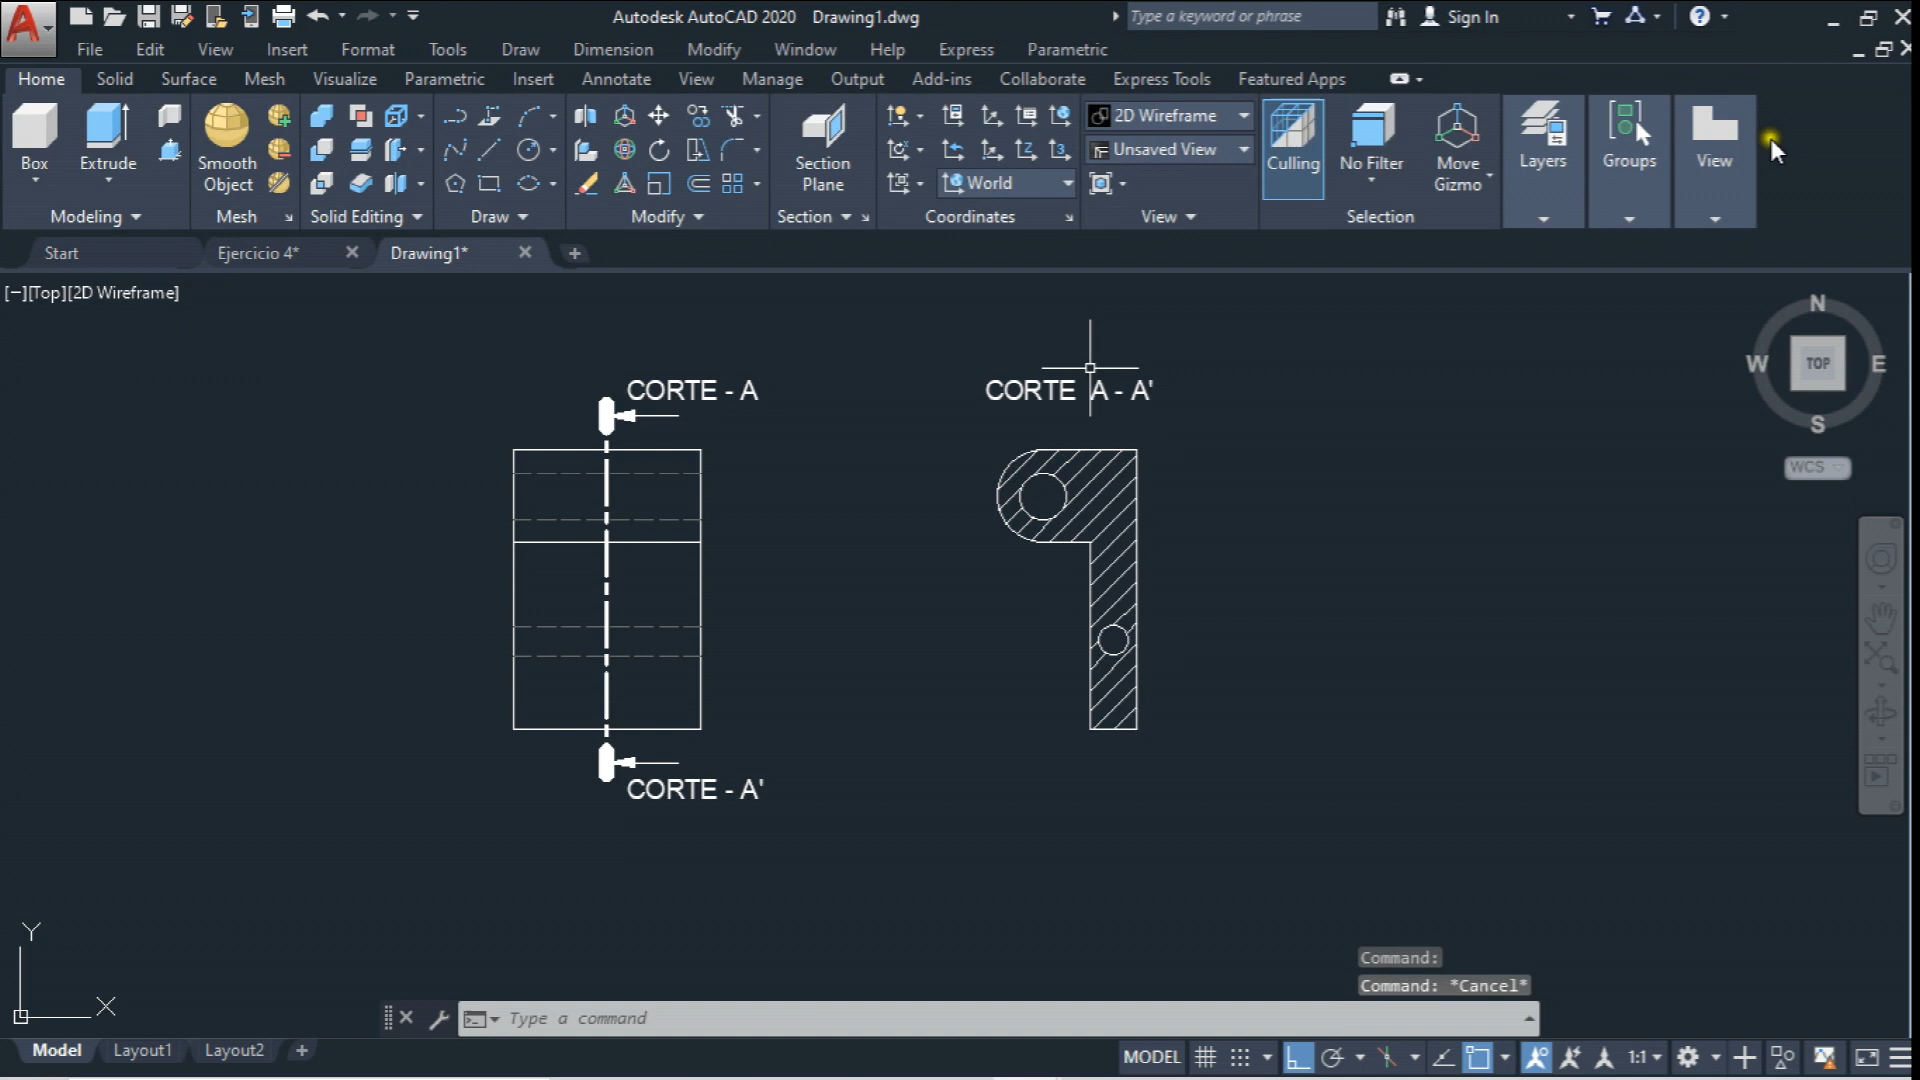 Autodesk AutoCAD 2020 Drawing1.dwg
Type a keyword or phrase
Sign In
File Edit View Insert Format Tools Draw Dimension Modify Window Help Express Parametric
Home Solid Surface Mesh Visualize Parametric Insert Annotate View Manage Output Add-ins Collaborate Express Tools Featured Apps
2D Wireframe
Unsaved View
World
Box Extrude Smooth Object Section Plane Culling No Filter Move Gizmo Layers Groups View
Modeling Mesh Solid Editing Draw Modify Section Coordinates View Selection
Start Ejercicio 4* Drawing1*
[−][Top][2D Wireframe]
N
W TOP E
S
WCS
CORTE - A
CORTE A - A'
CORTE - A'
Y
X
Command:
Command: *Cancel*
Type a command
Model Layout1 Layout2
MODEL 1:1